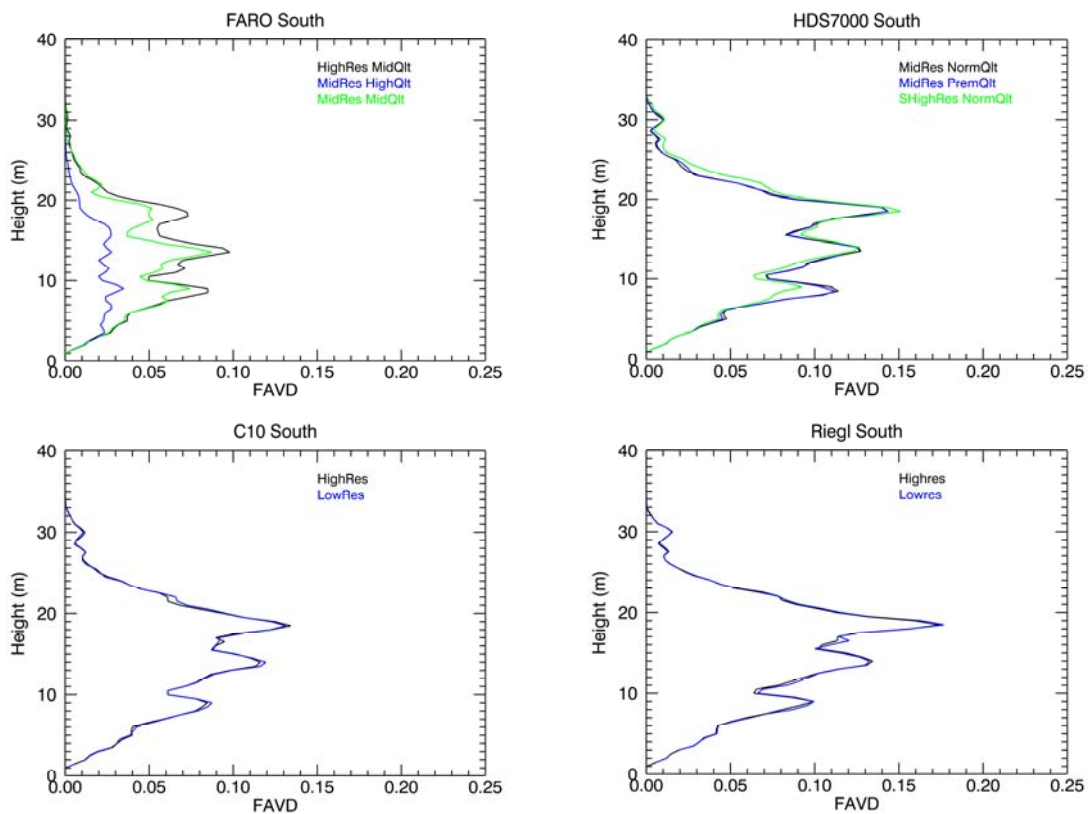 FARO South
40
30
20
10
0
Height (m)
HighRes MidQlt
MidRes HighQlt
MidRes MidQlt
0.00 0.05 0.10 0.15 0.20 0.25
FAVD
HDS7000 South
40
30
20
10
0
Height (m)
MidRes NormQlt
MidRes PremQlt
SHighRes NormQlt
0.00 0.05 0.10 0.15 0.20 0.25
FAVD
C10 South
40
30
20
10
0
Height (m)
HighRes
LowRes
0.00 0.05 0.10 0.15 0.20 0.25
FAVD
Riegl South
40
30
20
10
0
Height (m)
Highres
Lowres
0.00 0.05 0.10 0.15 0.20 0.25
FAVD